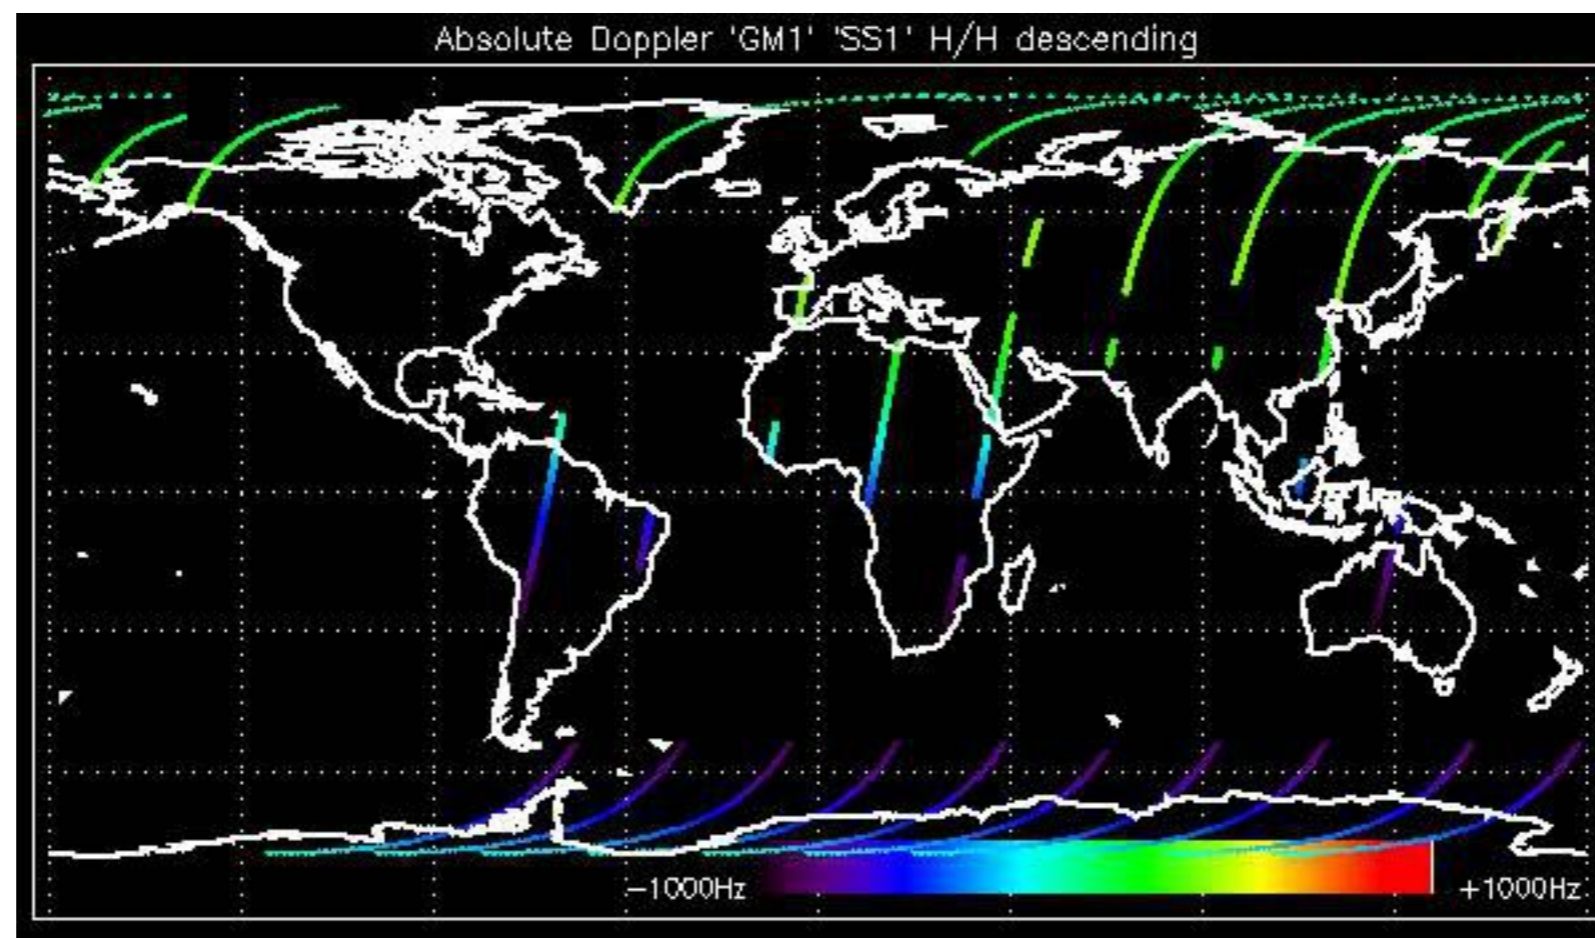 Absolute Doppler 'GM1' 'SS1' H/H descending
−1000Hz
+1000Hz